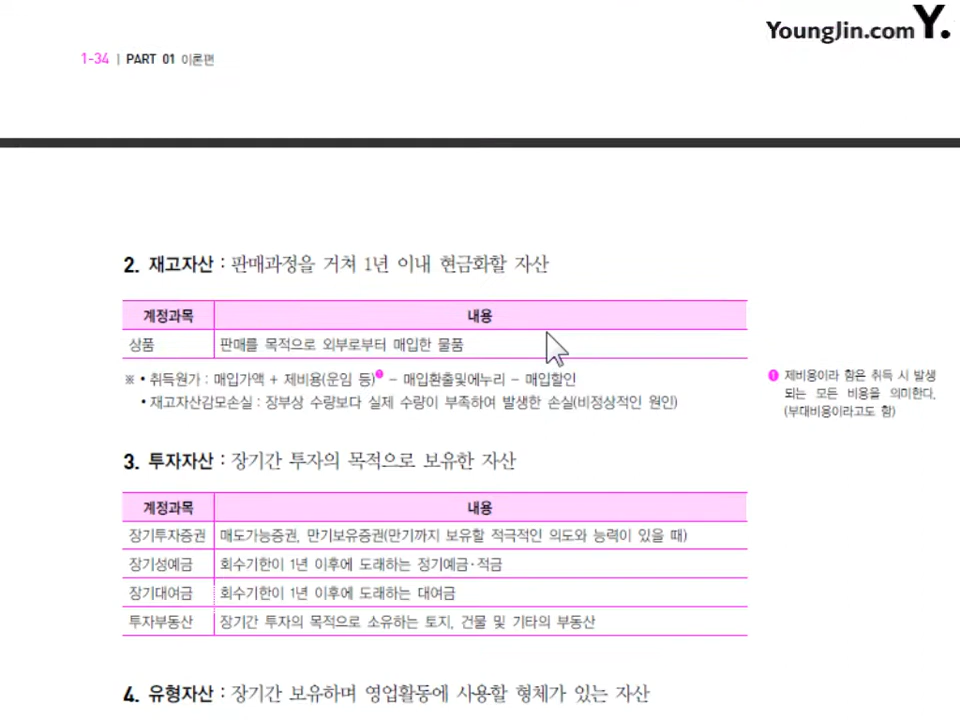 YoungJin.com Y.
1-34 | PART 01 이론편
2. 재고자산 : 판매과정을 거쳐 1년 이내 현금화할 자산
계정과목 내용
상품 판매를 목적으로 외부로부터 매입한 물품
※ • 취득원가 : 매입가액 + 제비용(운임 등)❶ - 매입환출및에누리 - 매입할인
• 재고자산감모손실 : 장부상 수량보다 실제 수량이 부족하여 발생한 손실(비정상적인 원인)
❶ 제비용이라 함은 취득 시 발생
되는 모든 비용을 의미한다.
(부대비용이라고도 함)
3. 투자자산 : 장기간 투자의 목적으로 보유한 자산
계정과목 내용
장기투자증권 매도가능증권, 만기보유증권(만기까지 보유할 적극적인 의도와 능력이 있을 때)
장기성예금 회수기한이 1년 이후에 도래하는 정기예금·적금
장기대여금 회수기한이 1년 이후에 도래하는 대여금
투자부동산 장기간 투자의 목적으로 소유하는 토지, 건물 및 기타의 부동산
4. 유형자산 : 장기간 보유하며 영업활동에 사용할 형체가 있는 자산